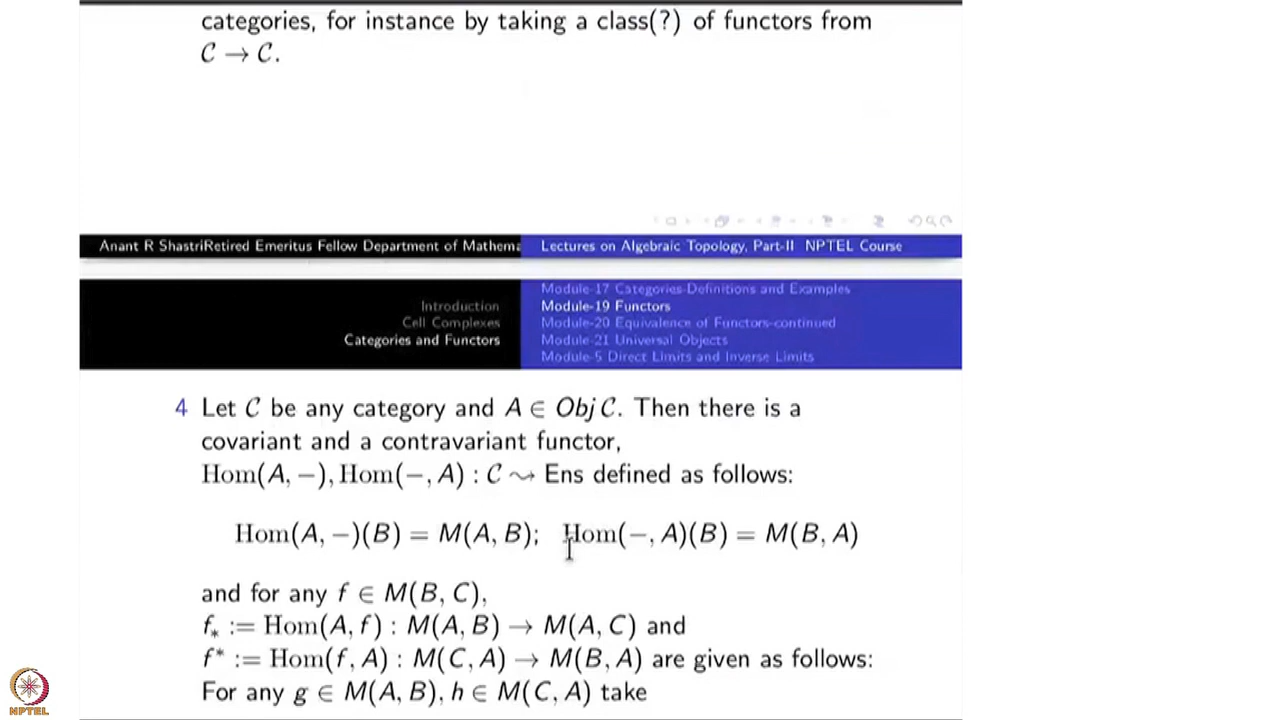 categories, for instance by taking a class(?) of functors from
𝒞 → 𝒞.
Anant R ShastriRetired Emeritus Fellow Department of Mathema
Lectures on Algebraic Topology, Part-II NPTEL Course
Introduction
Cell Complexes
Categories and Functors
Module-17 Categories-Definitions and Examples
Module-19 Functors
Module-20 Equivalence of Functors-continued
Module-21 Universal Objects
Module-5 Direct Limits and Inverse Limits
4 Let 𝒞 be any category and A ∈ Obj 𝒞. Then there is a
covariant and a contravariant functor,
Hom(A, −), Hom(−, A) : 𝒞 ⇝ Ens defined as follows:
Hom(A, −)(B) = M(A, B); Hom(−, A)(B) = M(B, A)
and for any f ∈ M(B, C),
f_* := Hom(A, f) : M(A, B) → M(A, C) and
f* := Hom(f, A) : M(C, A) → M(B, A) are given as follows:
For any g ∈ M(A, B), h ∈ M(C, A) take
NPTEL